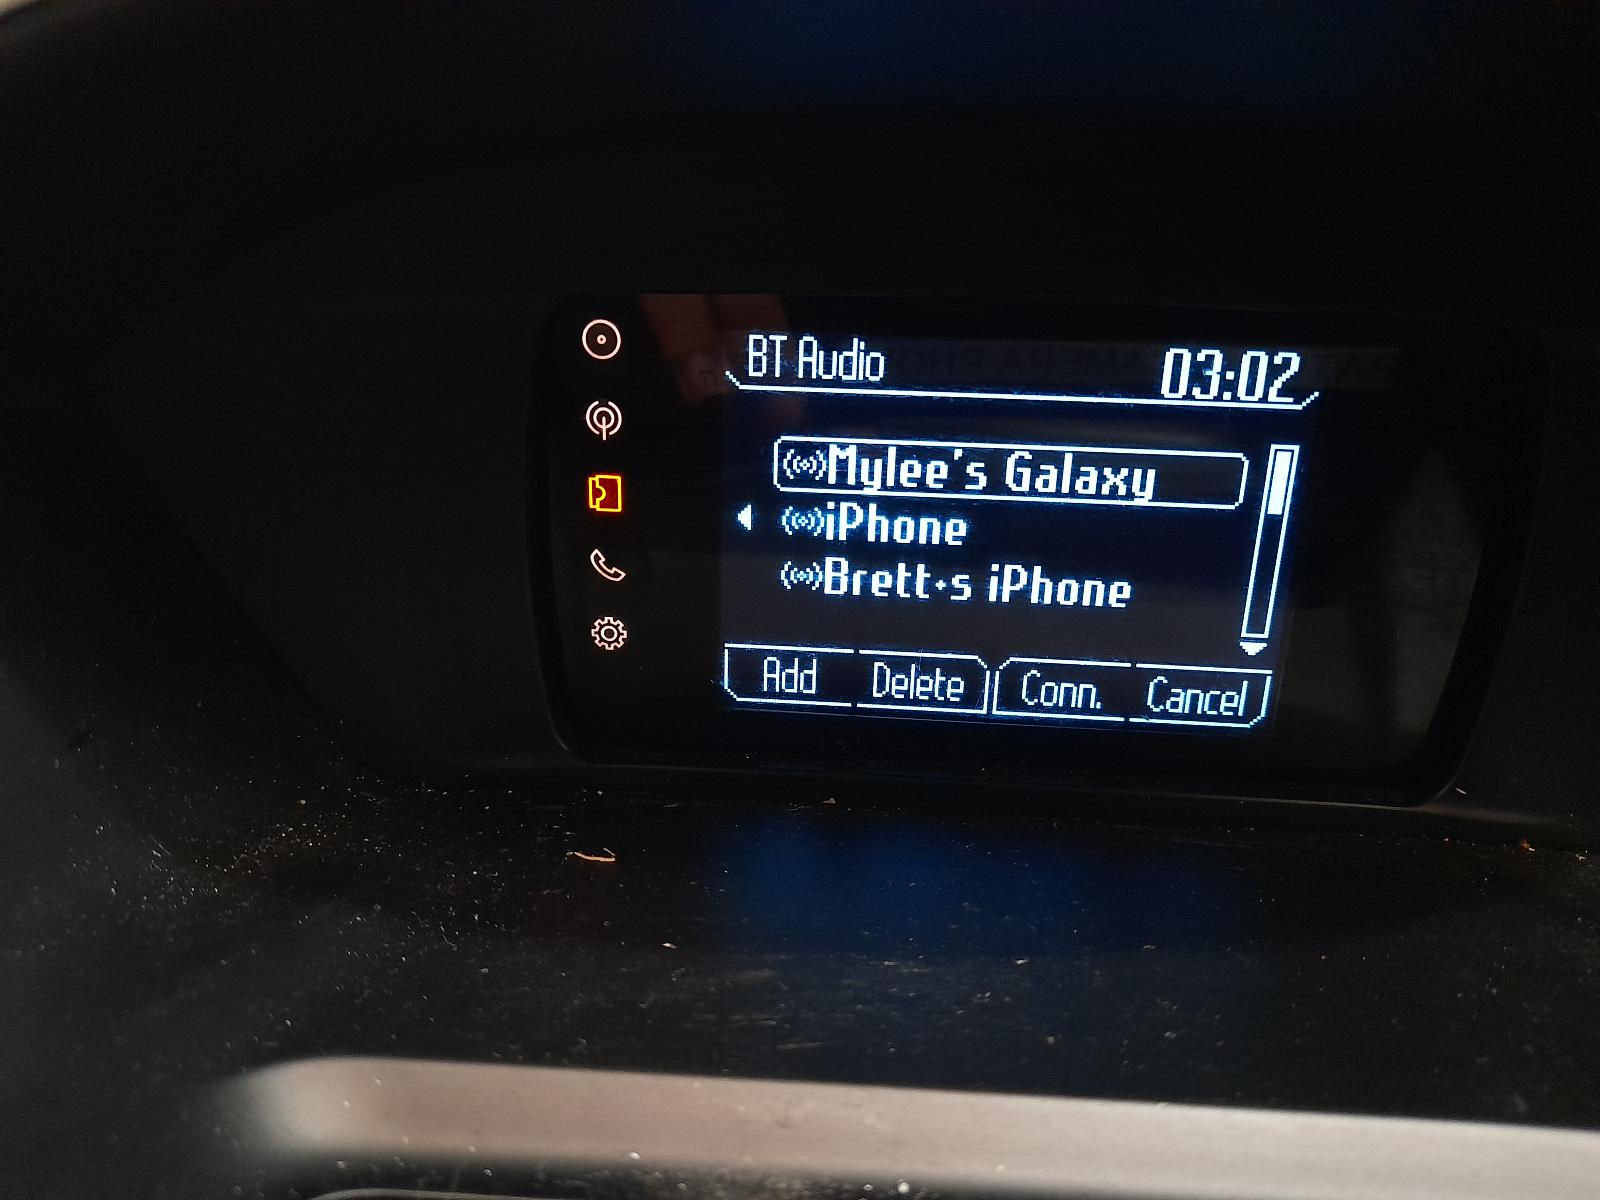 BT Audio
03:02
Mylee's Galaxy
iPhone
Brett·s iPhone
Add Delete Conn. Cancel